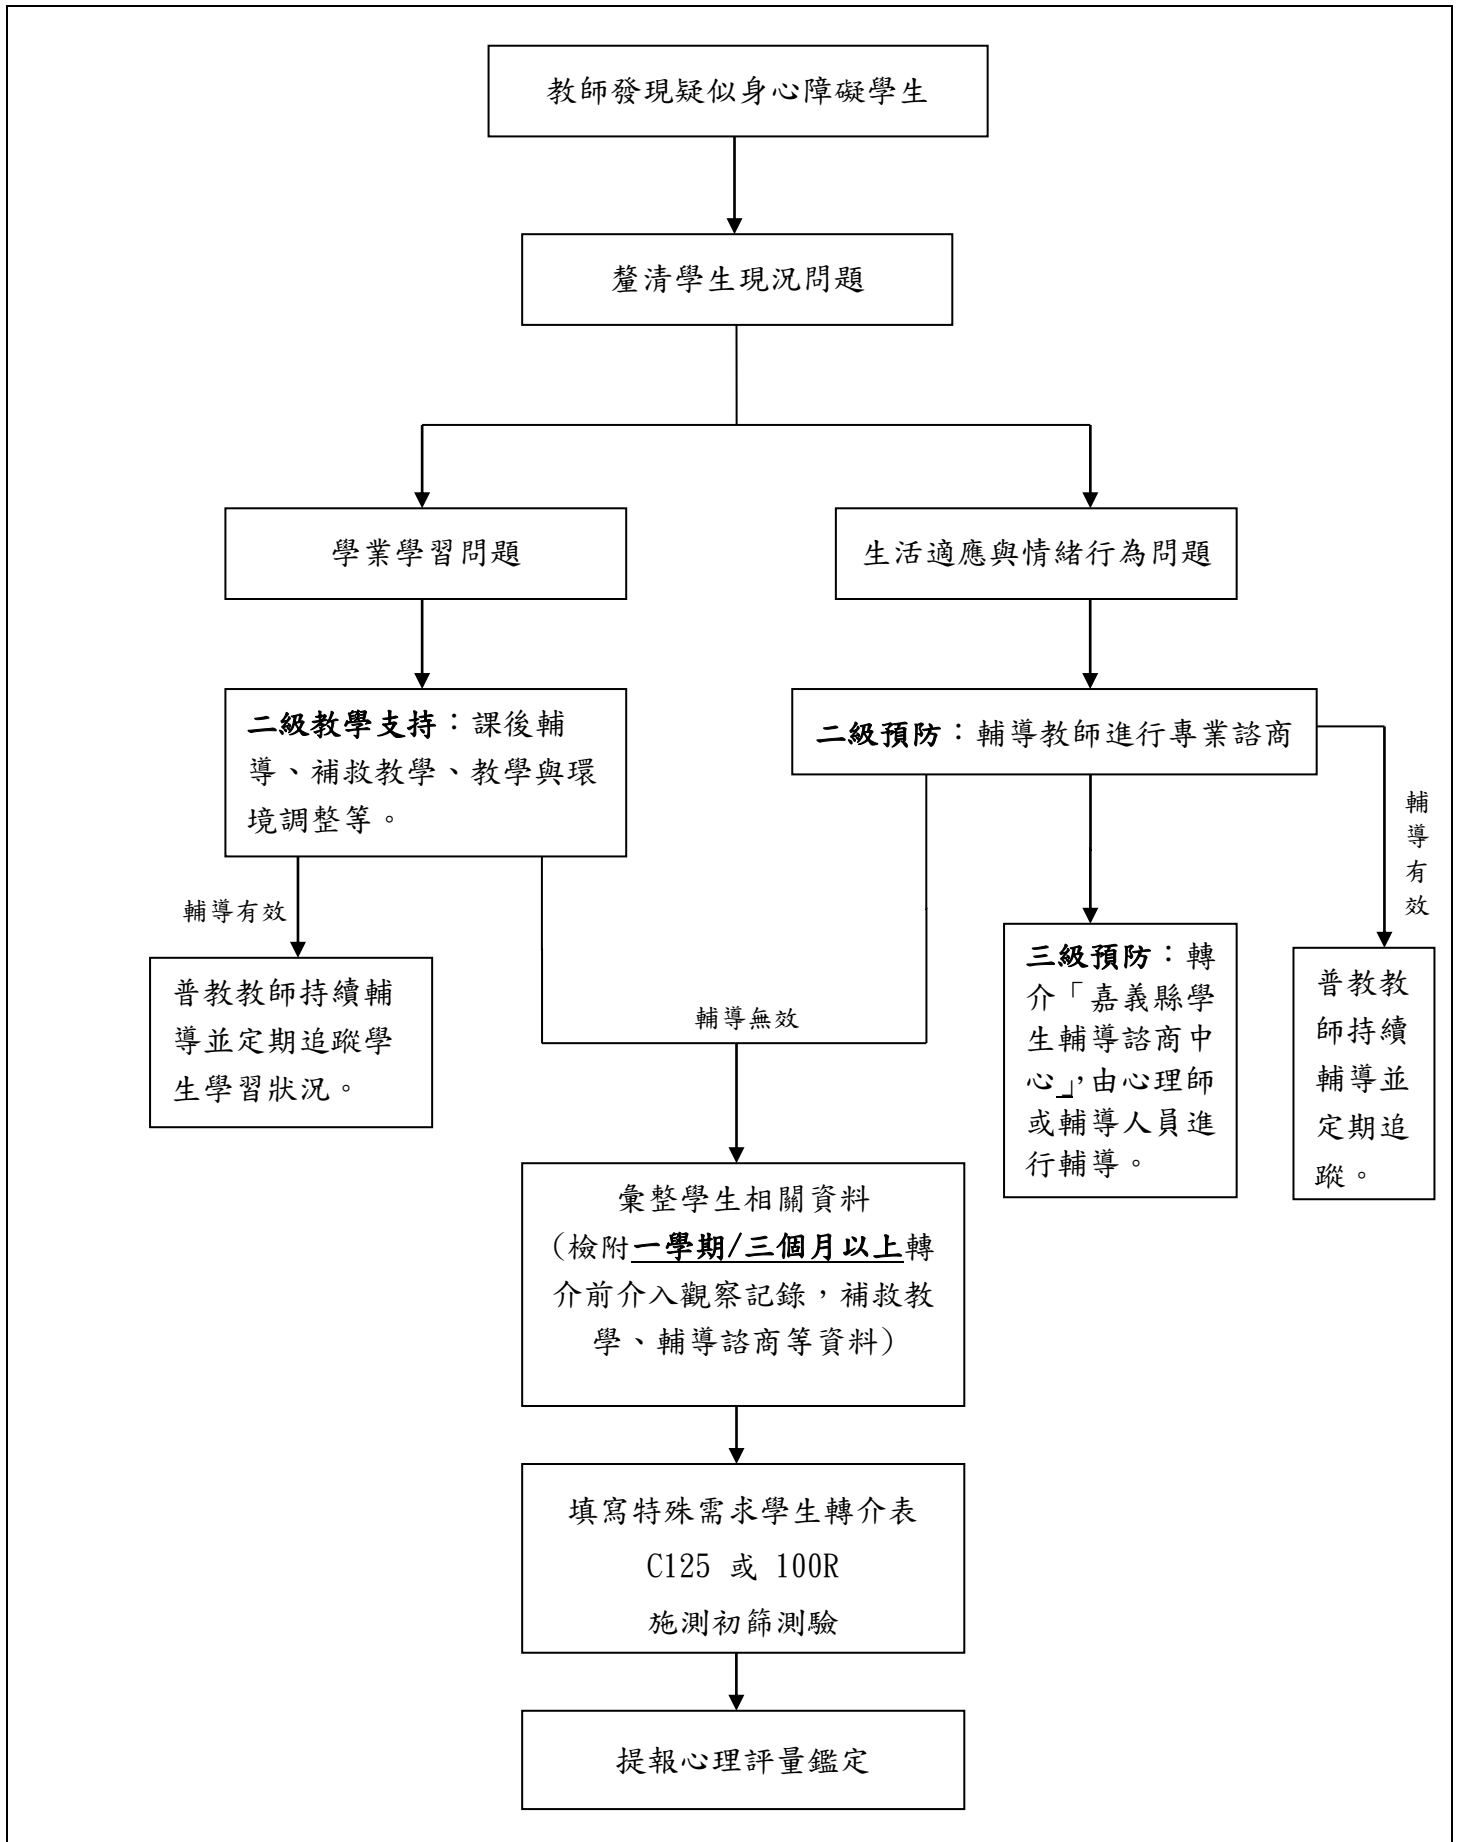 教師發現疑似身心障礙學生
釐清學生現況問題
學業學習問題
生活適應與情緒行為問題
二級教學支持：課後輔
導、補救教學、教學與環
境調整等。
二級預防：輔導教師進行專業諮商
輔導有效
輔
導
有
效
普教教師持續輔
導並定期追蹤學
生學習狀況。
輔導無效
三級預防：轉
介「嘉義縣學
生輔導諮商中
心」，由心理師
或輔導人員進
行輔導。
普教教
師持續
輔導並
定期追
蹤。
彙整學生相關資料
(檢附一學期/三個月以上轉
介前介入觀察記錄，補救教
學、輔導諮商等資料)
填寫特殊需求學生轉介表
C125 或 100R
施測初篩測驗
提報心理評量鑑定